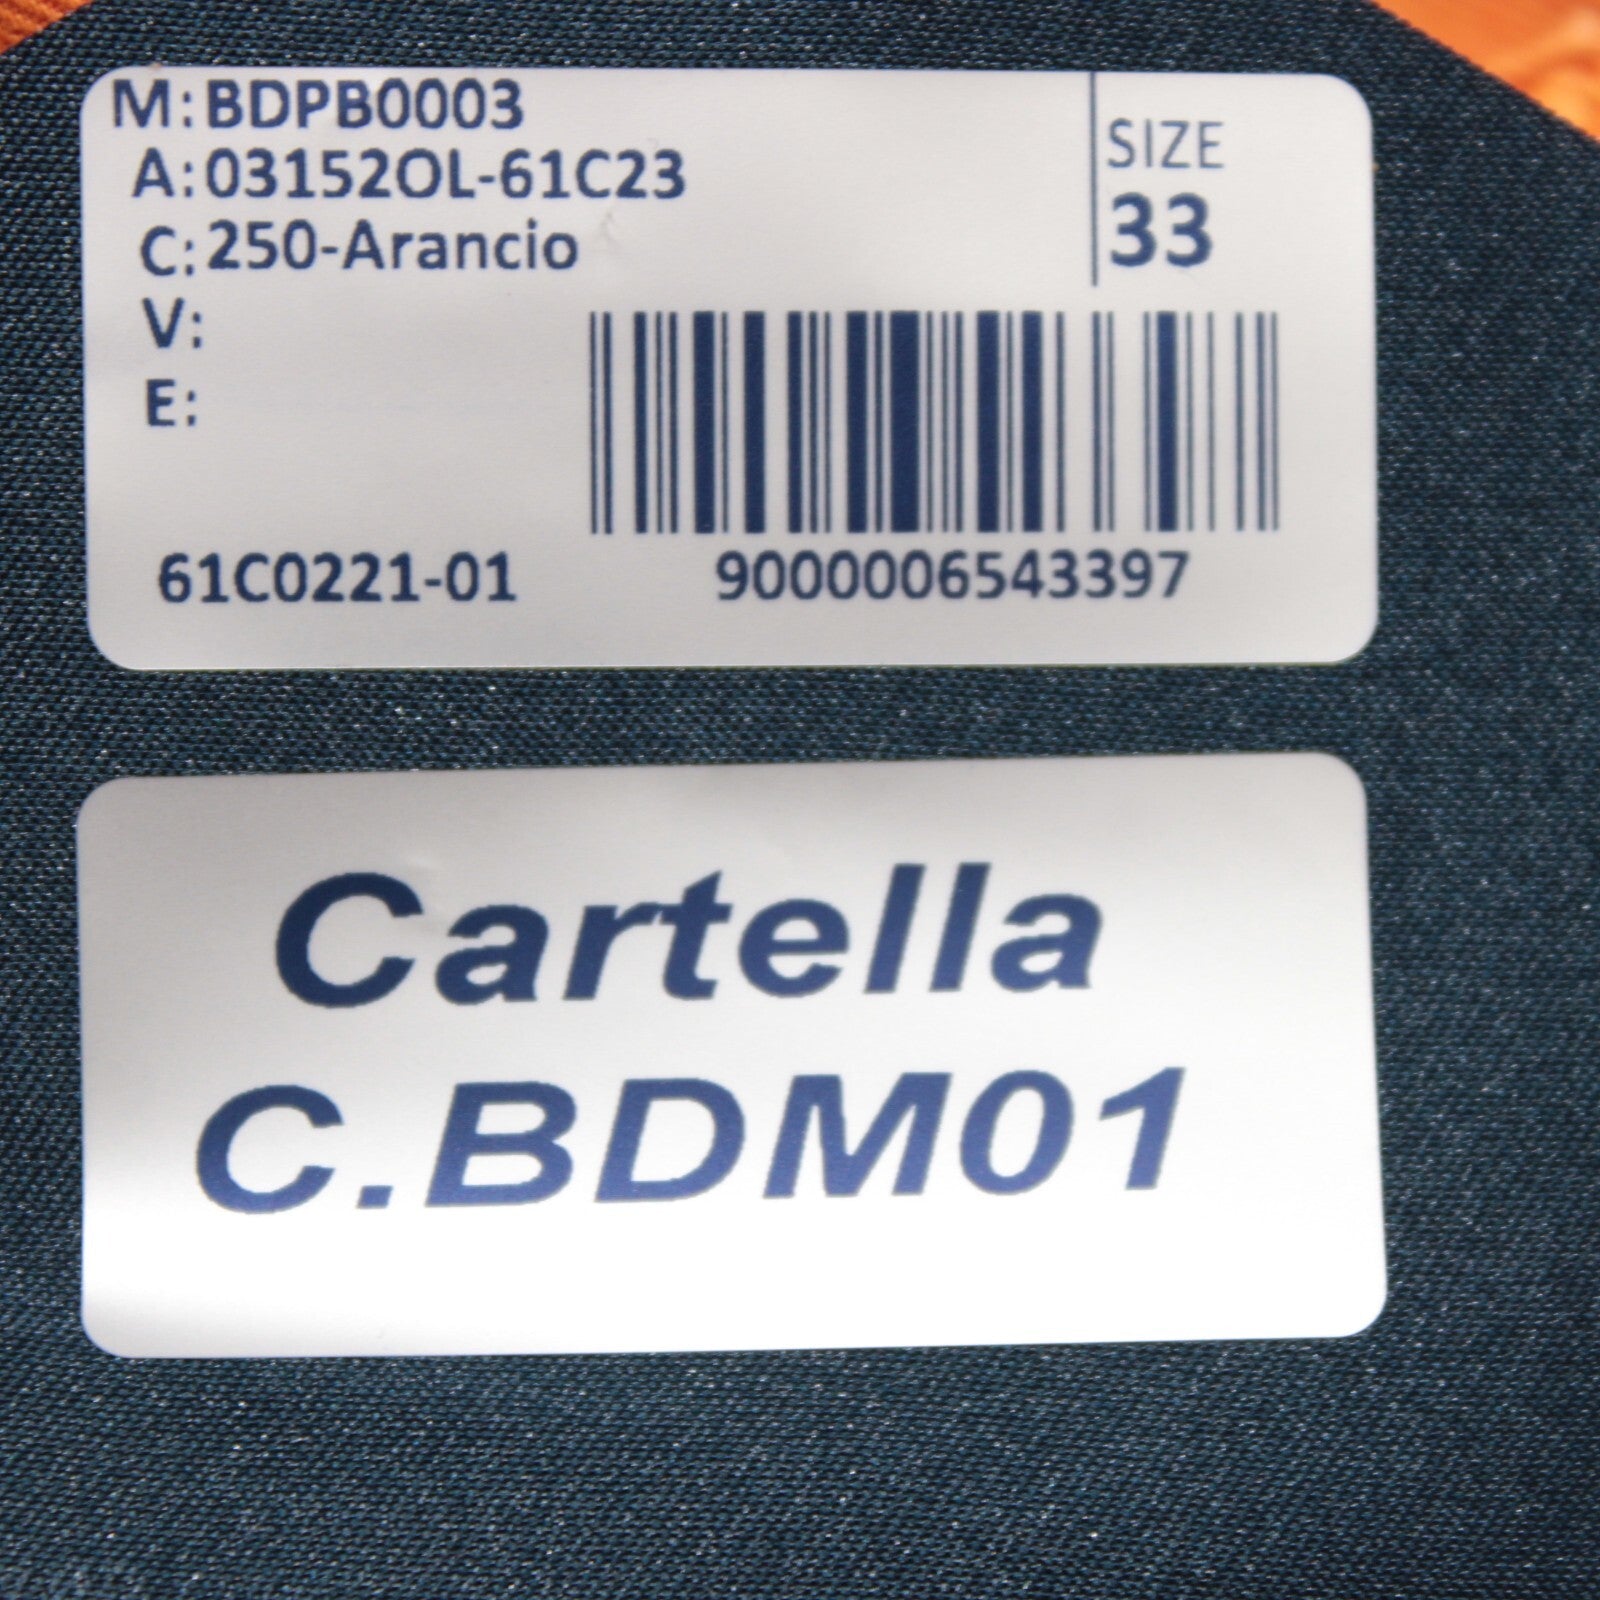 M: BDPB0003
A: 03152OL-61C23
C: 250-Arancio
V:
E:
SIZE
33
61C0221-01
9000006543397
Cartella
C.BDM01